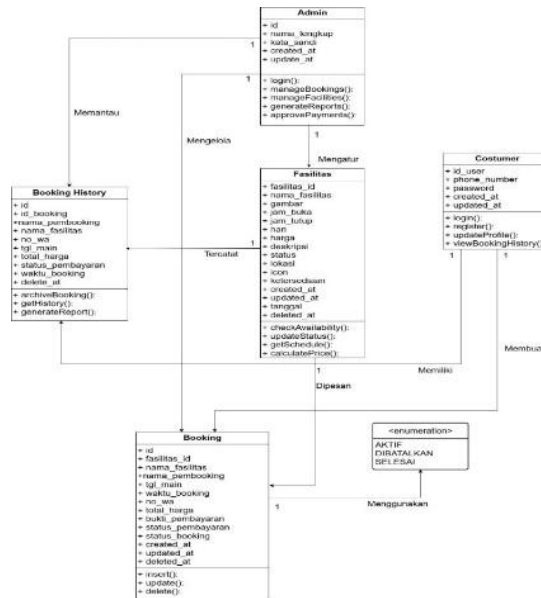 Admin
+ id
+ nama_lengkap
+ kata_sandi
+ created_at
+ update_at
+ login():
+ manageBookings():
+ manageFacilities():
+ generateReports():
+ approvePayments():
1
1
1
Memantau
Mengelola
Mengatur
Costumer
+ id_user
+ phone_number
+ password
+ created_at
+ updated_at
+ login():
+ register():
+ updateProfile():
+ viewBookingHistory():
1
1
Fasilitas
+ fasilitas_id
+ nama_fasilitas
+ gambar
+ jam_buka
+ jam_tutup
+ hari
+ harga
+ deskripsi
+ status
+ lokasi
+ icon
+ ketersediaan
+ created_at
+ updated_at
+ tanggal
+ deleted_at
+ checkAvailability():
+ updateStatus():
+ getSchedule():
+ calculatePrice():
1
1
Tercatat
Booking History
+ id
+ id_booking
+nama_pembooking
+ nama_fasilitas
+ no_wa
+tgl_main
+ total_harga
+ status_pembayaran
+ waktu_booking
+ delete_at
+ archiveBooking():
+ getHistory():
+ generateReport():
Membua
Memiliki
Dipesan
<enumeration>
AKTIF
DIBATALKAN
SELESAI
Booking
+ id
+ fasilitas_id
+ nama_fasilitas
+nama_pembooking
+ tgl_main
+ waktu_booking
+ no_wa
+ total_harga
+ bukti_pembayaran
+ status_pembayaran
+ status_booking
+ created_at
+ updated_at
+ deleted_at
+ insert():
+ update():
+ delete():
1
Menggunakan